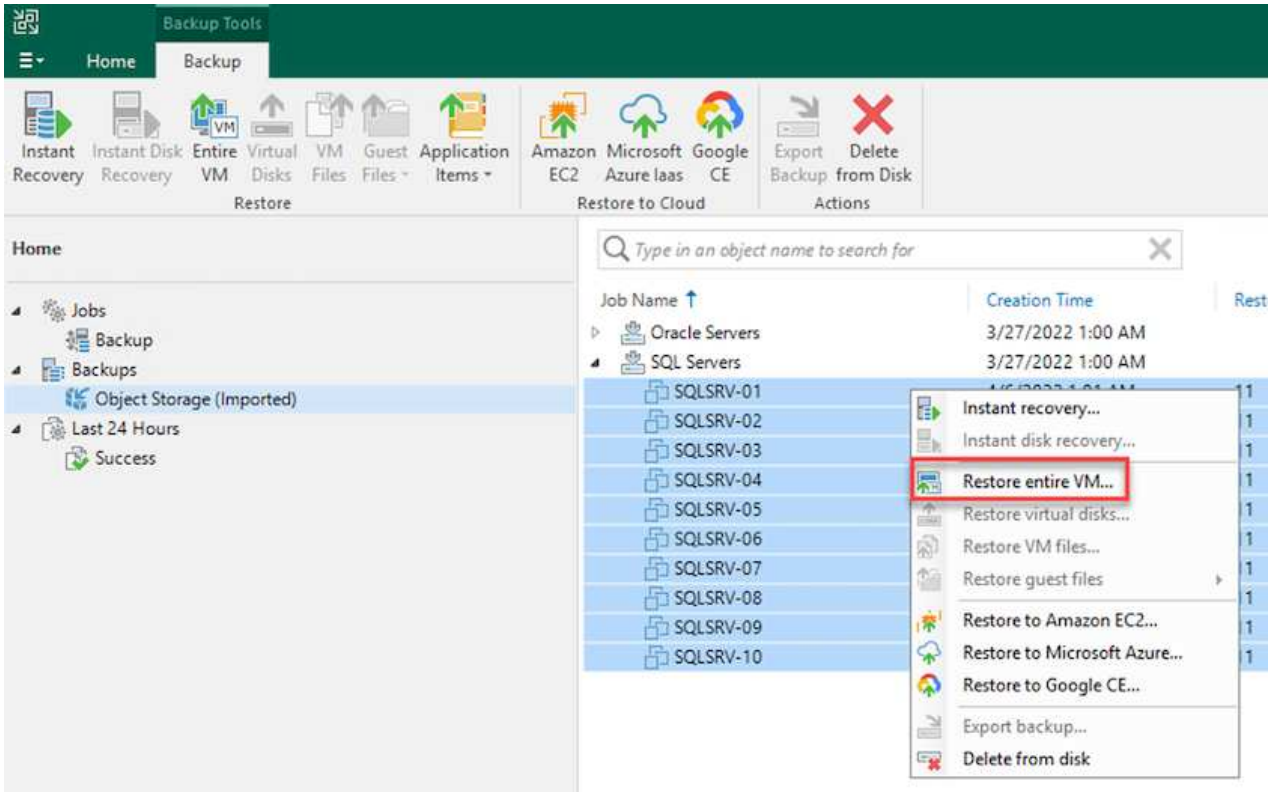 Backup Tools
Home Backup
Instant Recovery
Instant Disk Recovery
Entire VM
VM
Virtual Disks
VM Files
Guest Files
Application Items
Restore
Amazon EC2
Microsoft Azure Iaas
Google CE
Restore to Cloud
Export Backup
Delete from Disk
Actions
Home
Jobs
Backup
Backups
Object Storage (Imported)
Last 24 Hours
Success
Type in an object name to search for
Job Name Creation Time Rest
Oracle Servers 3/27/2022 1:00 AM
SQL Servers 3/27/2022 1:00 AM
SQLSRV-01 11
SQLSRV-02
SQLSRV-03
SQLSRV-04
SQLSRV-05
SQLSRV-06
SQLSRV-07
SQLSRV-08
SQLSRV-09
SQLSRV-10
Instant recovery...
Instant disk recovery...
Restore entire VM...
Restore virtual disks...
Restore VM files...
Restore guest files
Restore to Amazon EC2...
Restore to Microsoft Azure...
Restore to Google CE...
Export backup...
Delete from disk